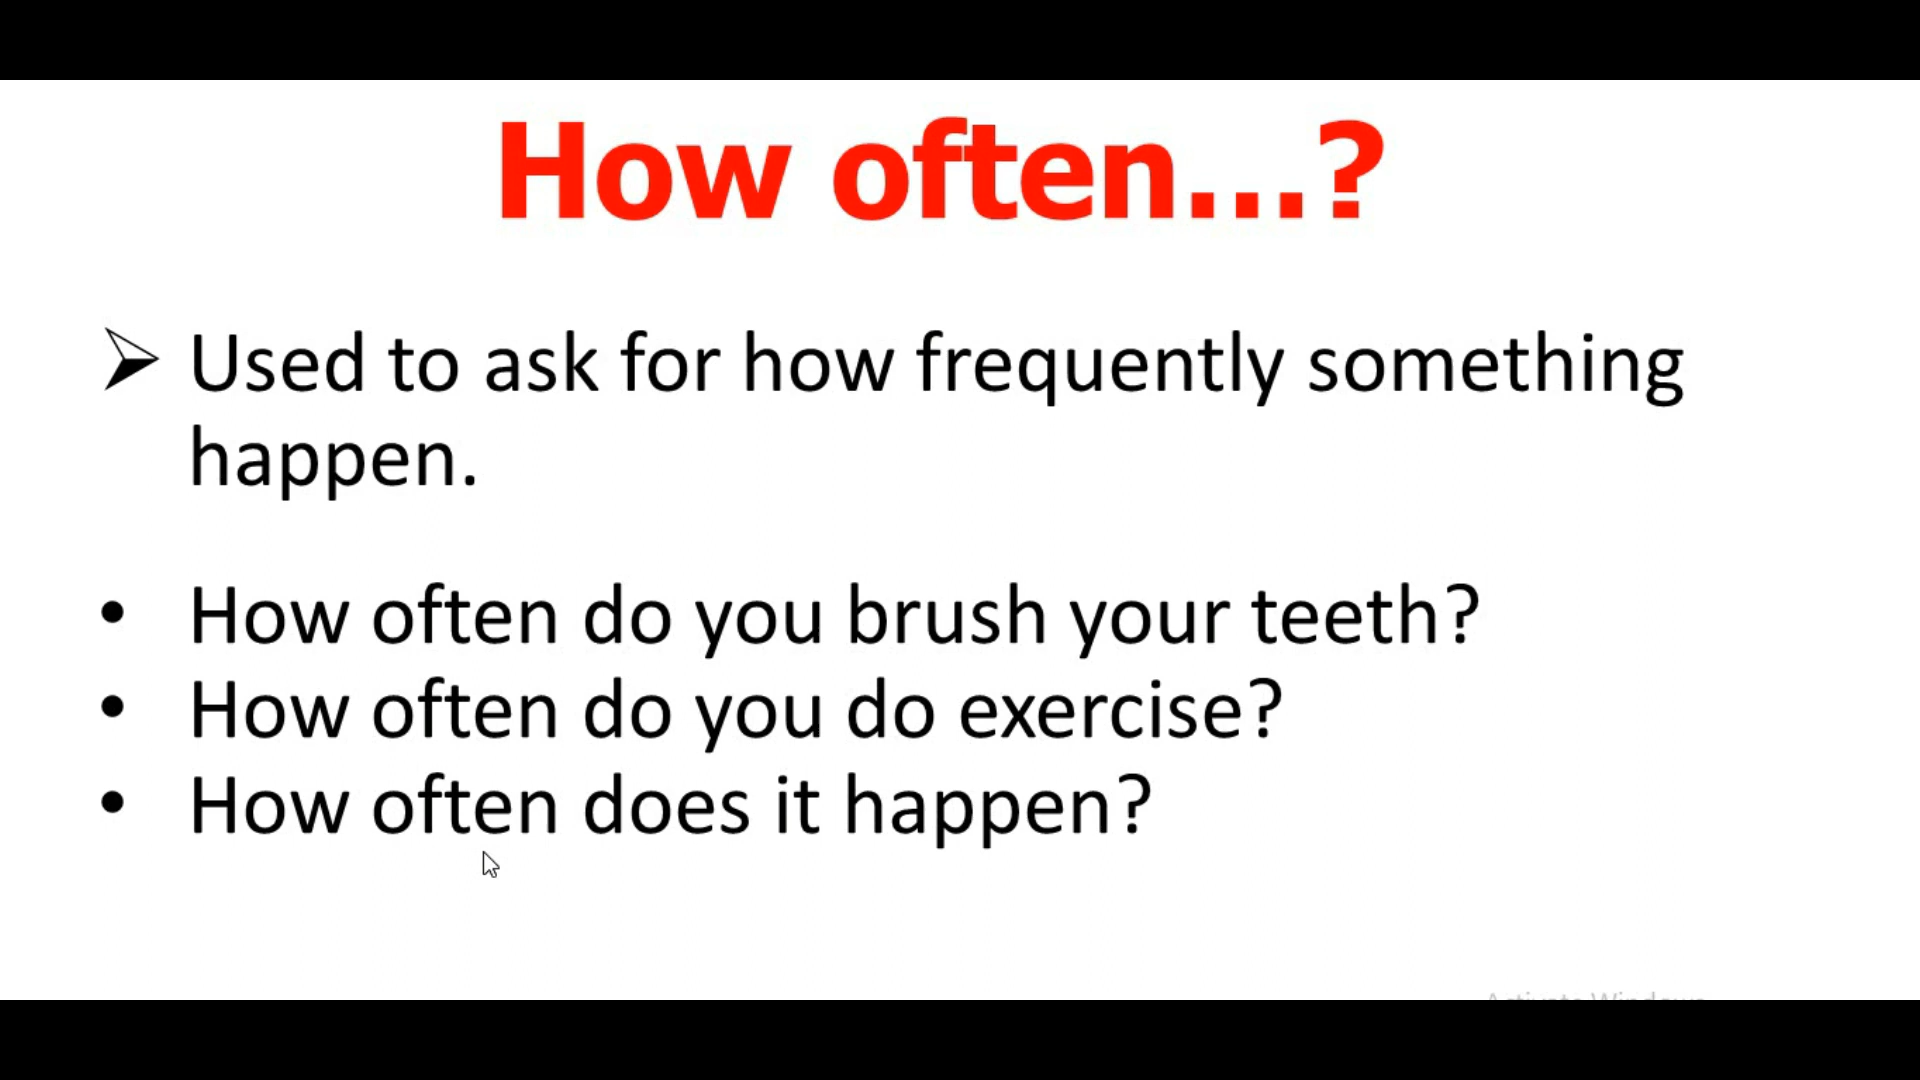 How often...?
➢ Used to ask for how frequently something
happen.
• How often do you brush your teeth?
• How often do you do exercise?
• How often does it happen?